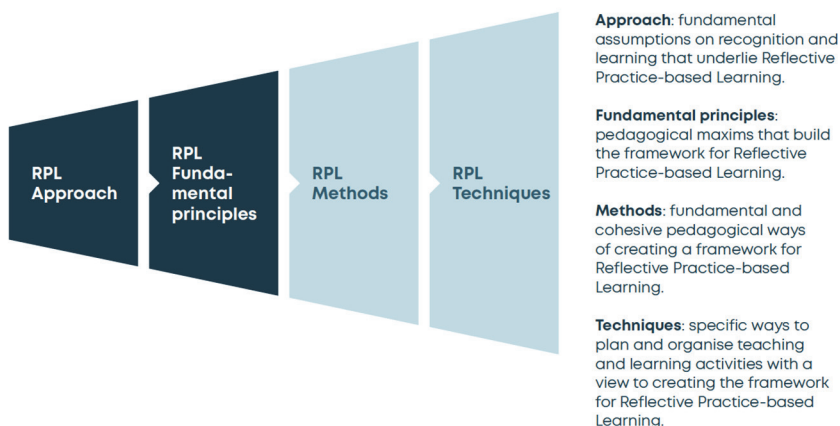 RPL
Approach
RPL
Funda-
mental
principles
RPL
Methods
RPL
Techniques
Approach: fundamental
assumptions on recognition and
learning that underlie Reflective
Practice-based Learning.
Fundamental principles:
pedagogical maxims that build
the framework for Reflective
Practice-based Learning.
Methods: fundamental and
cohesive pedagogical ways
of creating a framework for
Reflective Practice-based
Learning.
Techniques: specific ways to
plan and organise teaching
and learning activities with a
view to creating the framework
for Reflective Practice-based
Learning.